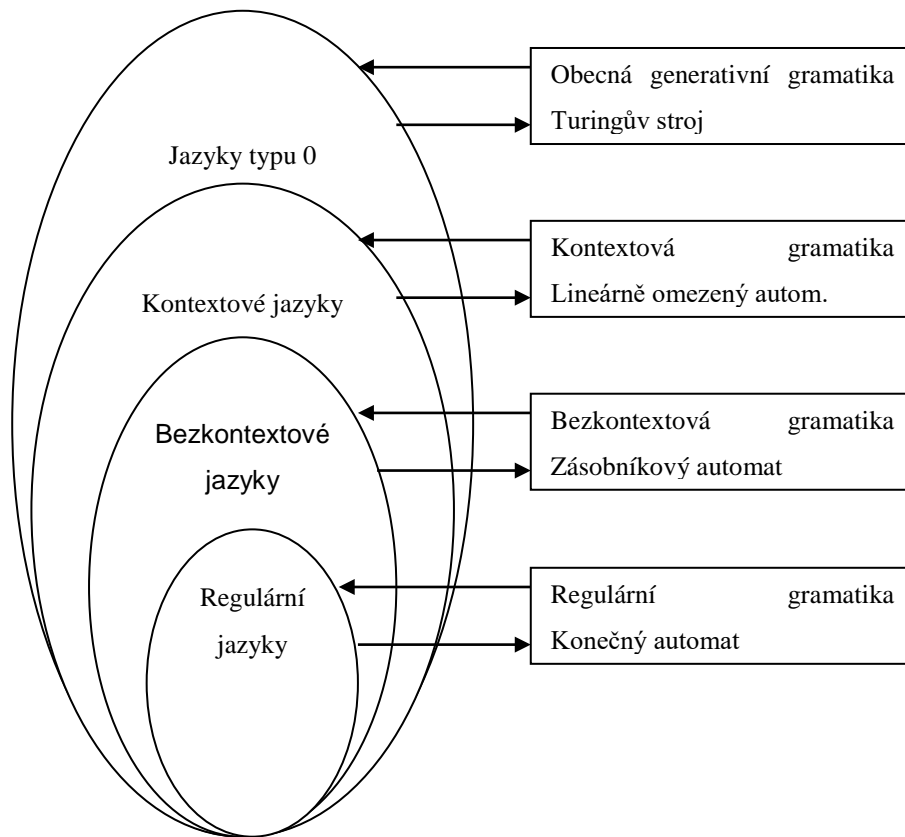 Obecná generativní gramatika
Turingův stroj
Jazyky typu 0
Kontextová gramatika
Lineárně omezený autom.
Kontextové jazyky
Bezkontextová gramatika
Zásobníkový automat
Bezkontextové
jazyky
Regulární gramatika
Konečný automat
Regulární
jazyky